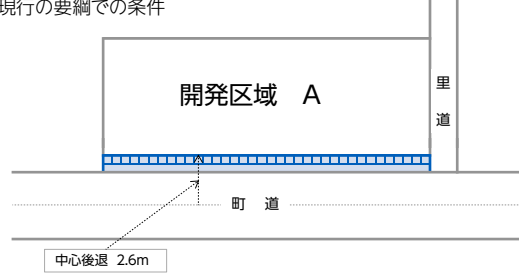 現行の要綱での条件
開発区域　A
里
道
町　道
中心後退 2.6m